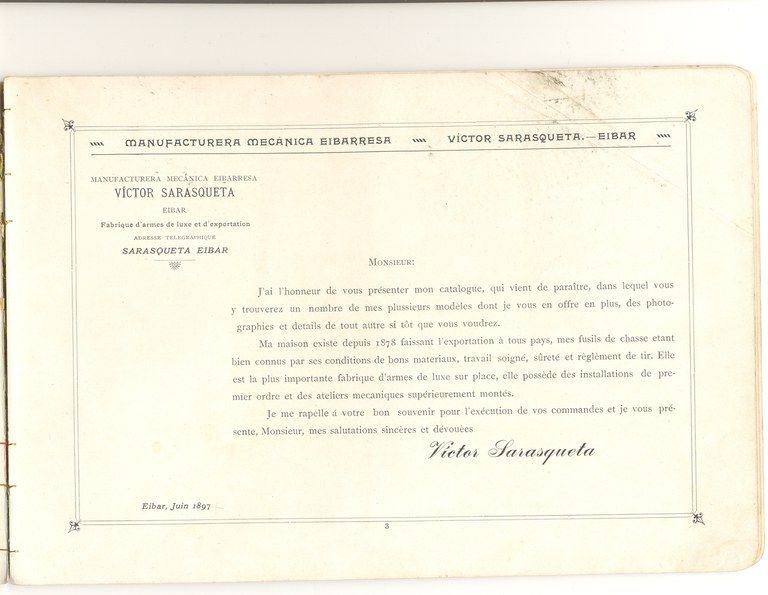 MANUFACTURERA MECÁNICA EIBARRESA VÍCTOR SARASQUETA.—EIBAR
MANUFACTURERA MECÁNICA EIBARRESA
VÍCTOR SARASQUETA
EIBAR
Fabrique d'armes de luxe et d'exportation
ADRESSE TELEGRAPHIQUE
SARASQUETA EIBAR
MONSIEUR:
J'ai l'honneur de vous présenter mon catalogue, qui vient de paraître, dans lequel vous
y trouverez un nombre de mes plussieurs modèles dont je vous en offre en plus, des photo-
graphies et details de tout autre si tôt que vous voudrez.
Ma maison existe depuis 1878 faissant l'exportation à tous pays, mes fusils de chasse etant
bien connus par ses conditions de bons materiaux, travail soigné, sûreté et règlèment de tir. Elle
est la plus importante fabrique d'armes de luxe sur place, elle possède des installations de pre-
mier ordre et des ateliers mecaniques supérieurement montés.
Je me rapelle á votre bon souvenir pour l'exécution de vos commandes et je vous pré-
sente, Monsieur, mes salutations sincères et dévouèes
Víctor Sarasqueta
Eibar, Juin 1897
3